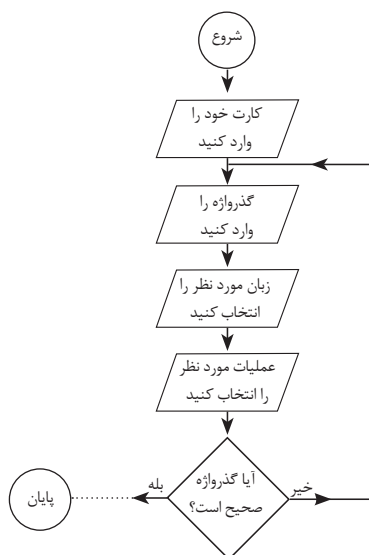 شروع
کارت خود را
وارد کنید
گذرواژه را
وارد کنید
زبان مورد نظر را
انتخاب کنید
عملیات مورد نظر
را انتخاب کنید
آیا گذرواژه
صحیح است؟
خیر
بله
پایان